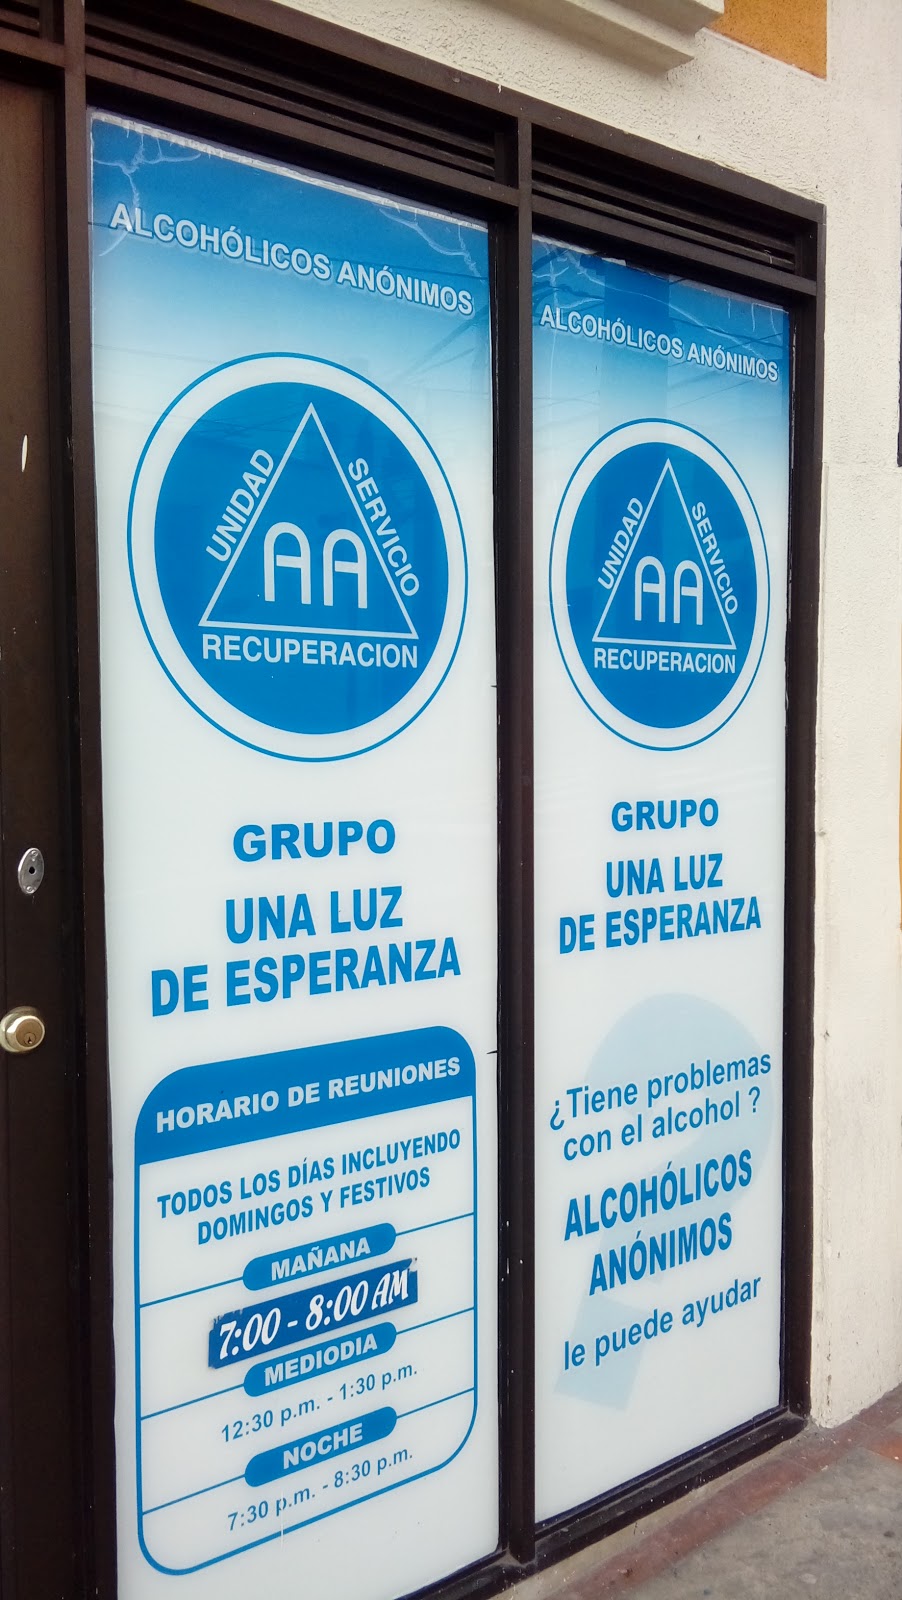 ALCOHÓLICOS ANÓNIMOS
UNIDAD
SERVICIO
AA
RECUPERACION
GRUPO
UNA LUZ
DE ESPERANZA
HORARIO DE REUNIONES
TODOS LOS DÍAS INCLUYENDO
DOMINGOS Y FESTIVOS
MAÑANA
7:00 - 8:00 AM
MEDIODIA
12:30 p.m. - 1:30 p.m.
NOCHE
7:30 p.m. - 8:30 p.m.
ALCOHÓLICOS ANÓNIMOS
UNIDAD
SERVICIO
AA
RECUPERACION
GRUPO
UNA LUZ
DE ESPERANZA
¿Tiene problemas
con el alcohol ?
ALCOHÓLICOS
ANÓNIMOS
le puede ayudar